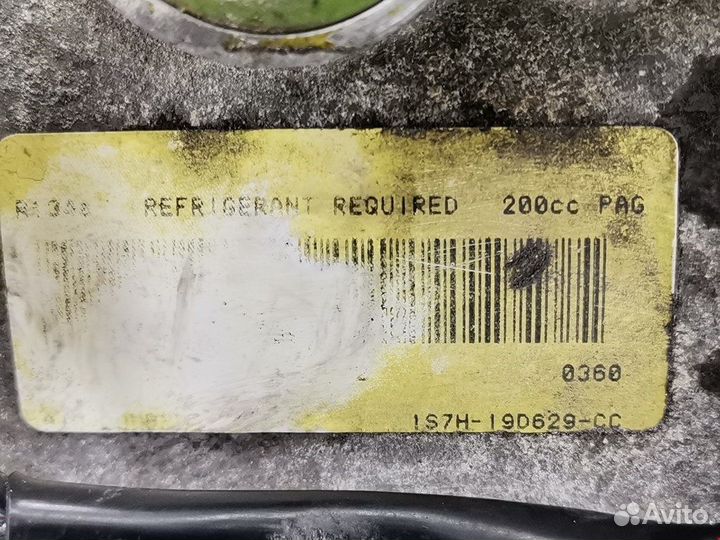 R134a REFRIGERANT REQUIRED 200cc PAG
0360
1S7H-19D629-CC
Avito